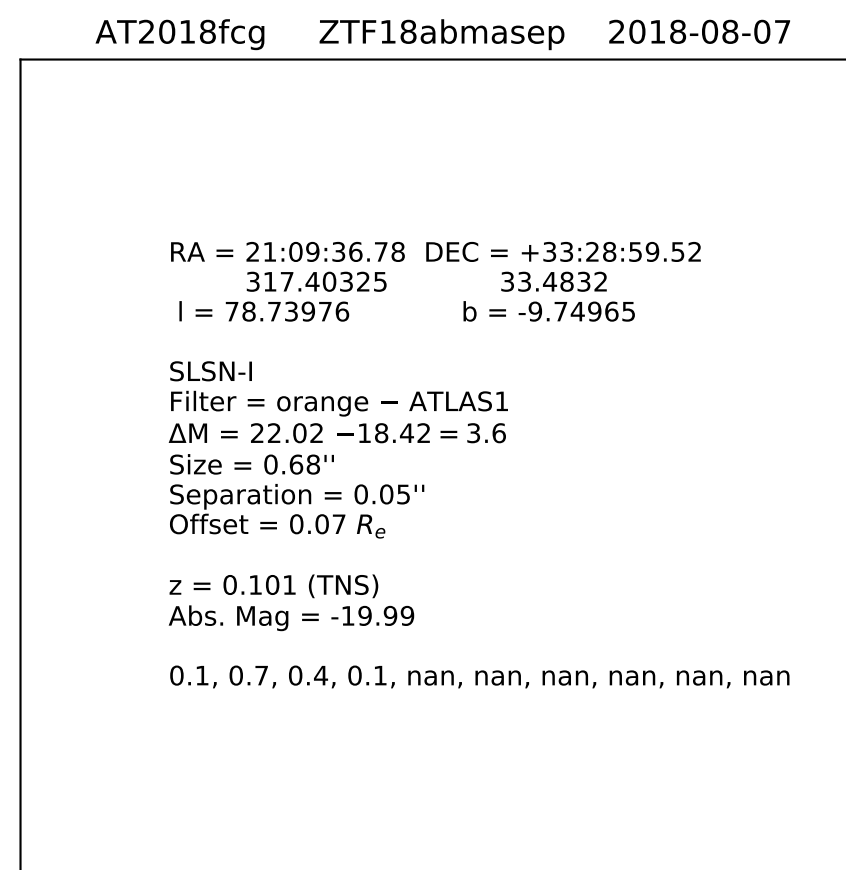 AT2018fcg ZTF18abmasep 2018-08-07
RA = 21:09:36.78 DEC = +33:28:59.52
317.40325 33.4832
l = 78.73976 b = -9.74965
SLSN-I
Filter = orange − ATLAS1
ΔM = 22.02 −18.42 = 3.6
Size = 0.68''
Separation = 0.05''
Offset = 0.07 Re
z = 0.101 (TNS)
Abs. Mag = -19.99
0.1, 0.7, 0.4, 0.1, nan, nan, nan, nan, nan, nan